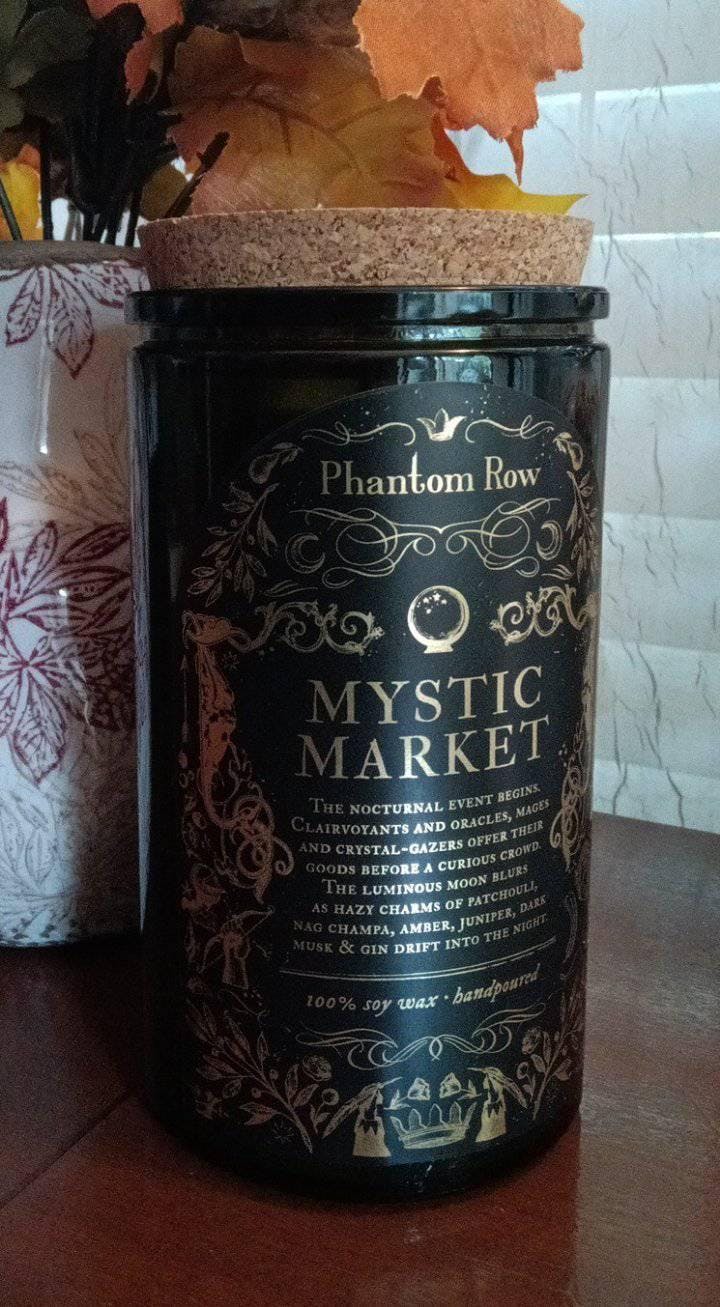 Phantom Row
MYSTIC
MARKET
THE NOCTURNAL EVENT BEGINS.
CLAIRVOYANTS AND ORACLES, MAGES
AND CRYSTAL-GAZERS OFFER THEIR
GOODS BEFORE A CURIOUS CROWD.
THE LUMINOUS MOON BLURS
AS HAZY CHARMS OF PATCHOULI,
NAG CHAMPA, AMBER, JUNIPER, DARK
MUSK & GIN DRIFT INTO THE NIGHT.
100% soy wax · handpoured